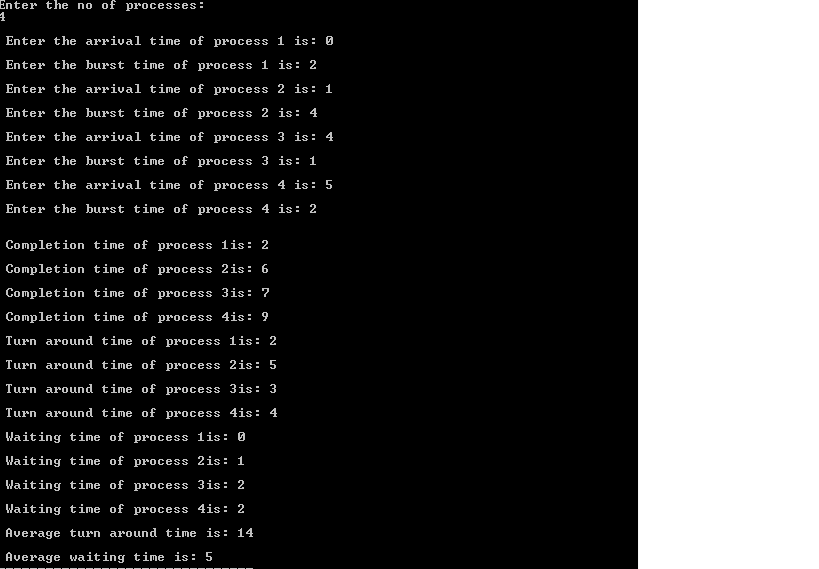 Enter the no of processes:
4
Enter the arrival time of process 1 is: 0
Enter the burst time of process 1 is: 2
Enter the arrival time of process 2 is: 1
Enter the burst time of process 2 is: 4
Enter the arrival time of process 3 is: 4
Enter the burst time of process 3 is: 1
Enter the arrival time of process 4 is: 5
Enter the burst time of process 4 is: 2
Completion time of process 1is: 2
Completion time of process 2is: 6
Completion time of process 3is: 7
Completion time of process 4is: 9
Turn around time of process 1is: 2
Turn around time of process 2is: 5
Turn around time of process 3is: 3
Turn around time of process 4is: 4
Waiting time of process 1is: 0
Waiting time of process 2is: 1
Waiting time of process 3is: 2
Waiting time of process 4is: 2
Average turn around time is: 14
Average waiting time is: 5